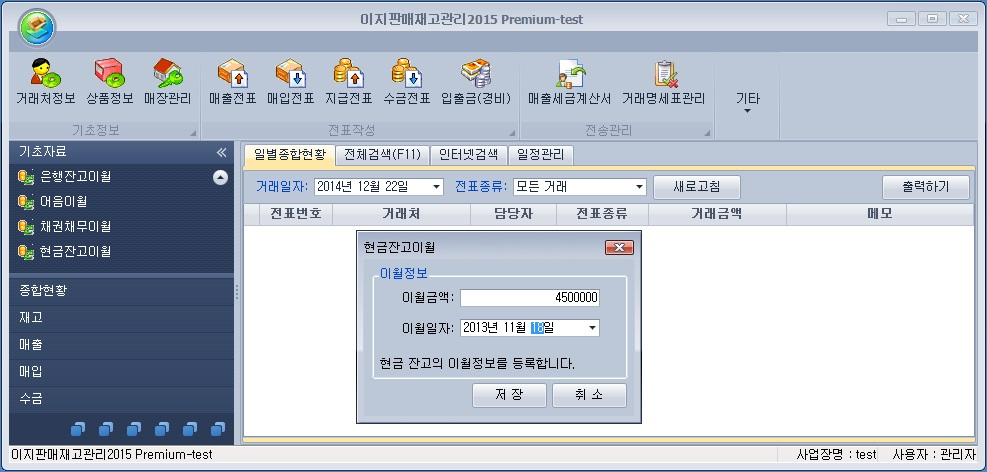 이지판매재고관리2015 Premium-test
거래처정보 상품정보 매장관리 매출전표 매입전표 지급전표 수금전표 입출금(경비) 매출세금계산서 거래명세표관리 기타
기초정보 전표작성 전송관리
기초자료
은행잔고이월
어음이월
채권채무이월
현금잔고이월
종합현황
재고
매출
매입
수금
일별종합현황 전체검색(F11) 인터넷검색 일정관리
거래일자: 2014년 12월 22일 전표종류: 모든 거래 새로고침 출력하기
전표번호 거래처 담당자 전표종류 거래금액 메모
현금잔고이월
이월정보
이월금액: 4500000
이월일자: 2013년 11월 18일
현금 잔고의 이월정보를 등록합니다.
저 장 취 소
이지판매재고관리2015 Premium-test 사업장명 : test 사용자 : 관리자